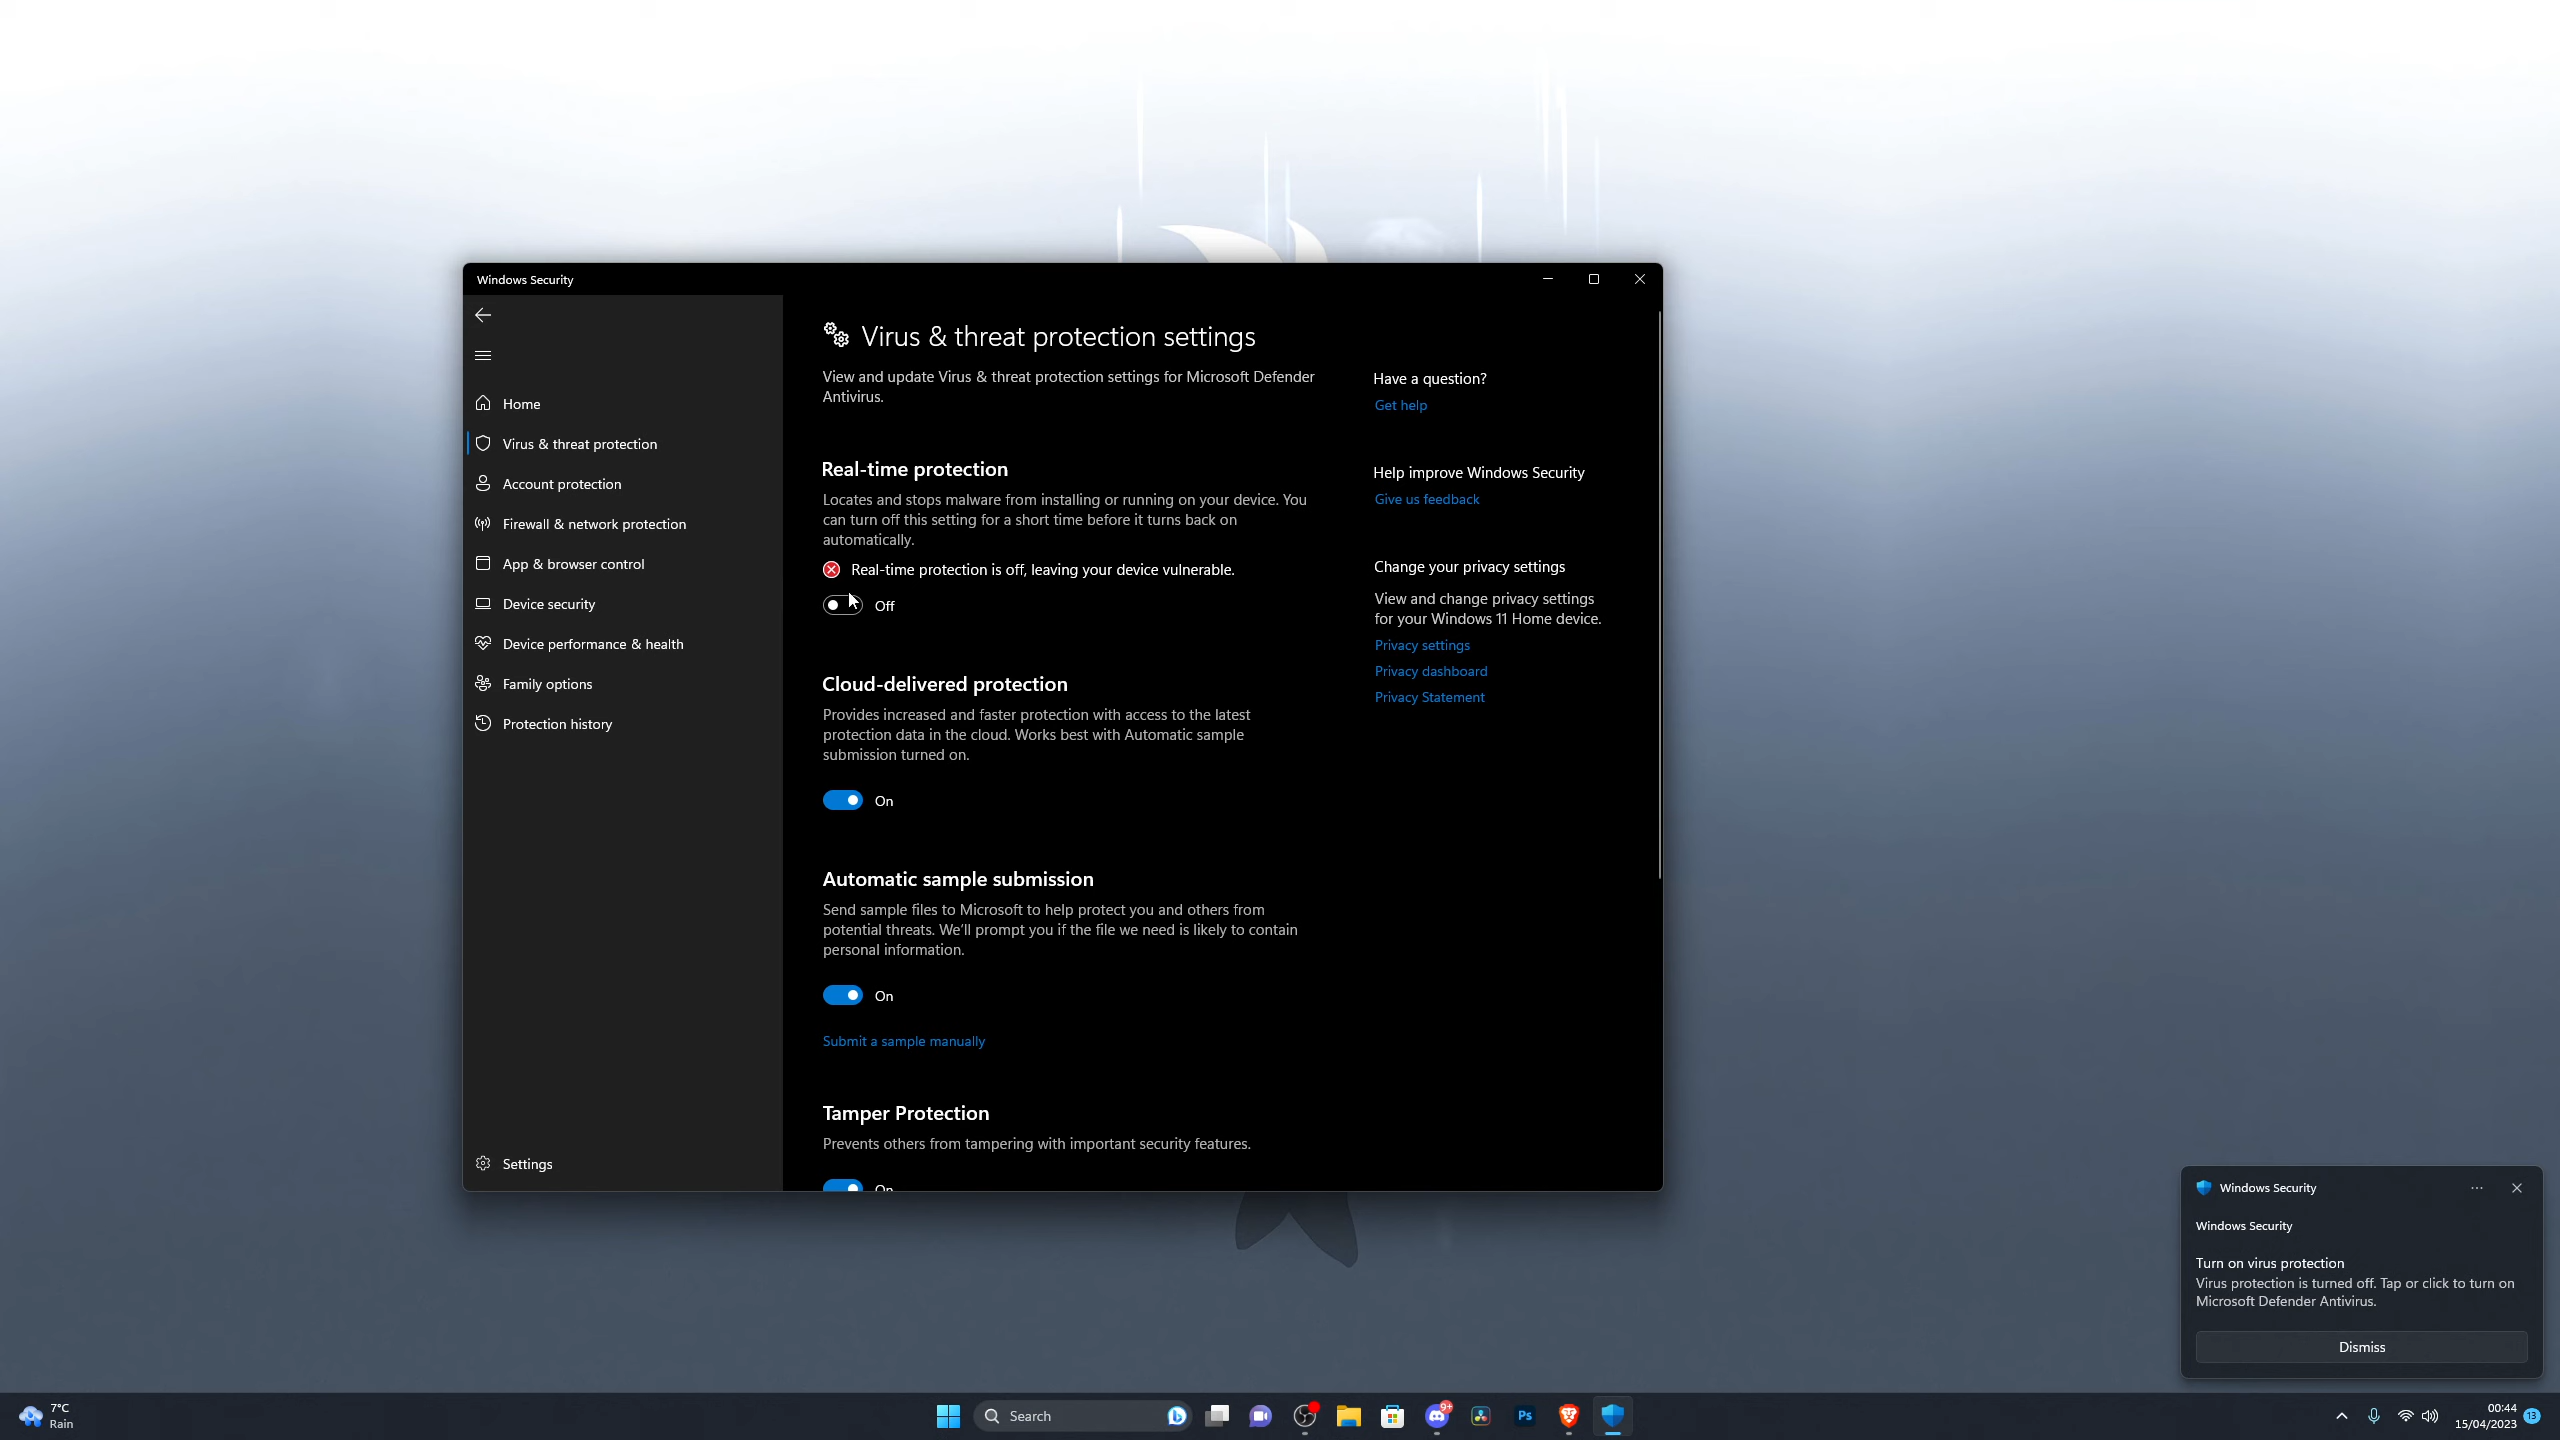 Windows Security
Home
Virus & threat protection
Account protection
Firewall & network protection
App & browser control
Device security
Device performance & health
Family options
Protection history
Settings
Virus & threat protection settings
View and update Virus & threat protection settings for Microsoft Defender
Antivirus.
Real-time protection
Locates and stops malware from installing or running on your device. You
can turn off this setting for a short time before it turns back on
automatically.
Real-time protection is off, leaving your device vulnerable.
Off
Cloud-delivered protection
Provides increased and faster protection with access to the latest
protection data in the cloud. Works best with Automatic sample
submission turned on.
On
Automatic sample submission
Send sample files to Microsoft to help protect you and others from
potential threats. We'll prompt you if the file we need is likely to contain
personal information.
On
Submit a sample manually
Tamper Protection
Prevents others from tampering with important security features.
On
Have a question?
Get help
Help improve Windows Security
Give us feedback
Change your privacy settings
View and change privacy settings
for your Windows 11 Home device.
Privacy settings
Privacy dashboard
Privacy Statement
Windows Security
Windows Security
Turn on virus protection
Virus protection is turned off. Tap or click to turn on
Microsoft Defender Antivirus.
Dismiss
7°C
Rain
Search
9+
Ps
00:44
15/04/2023
13